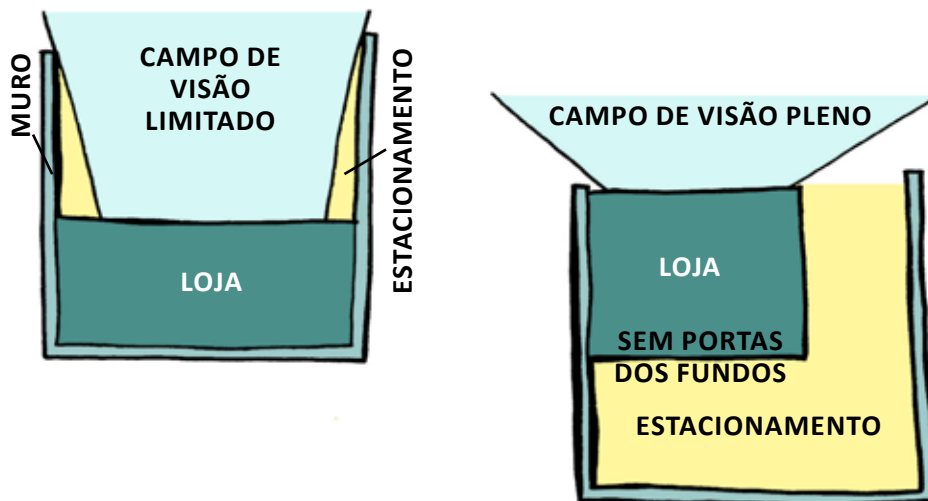 CAMPO DE
VISÃO
LIMITADO
MURO
ESTACIONAMENTO
LOJA
CAMPO DE VISÃO PLENO
LOJA
SEM PORTAS
DOS FUNDOS
ESTACIONAMENTO